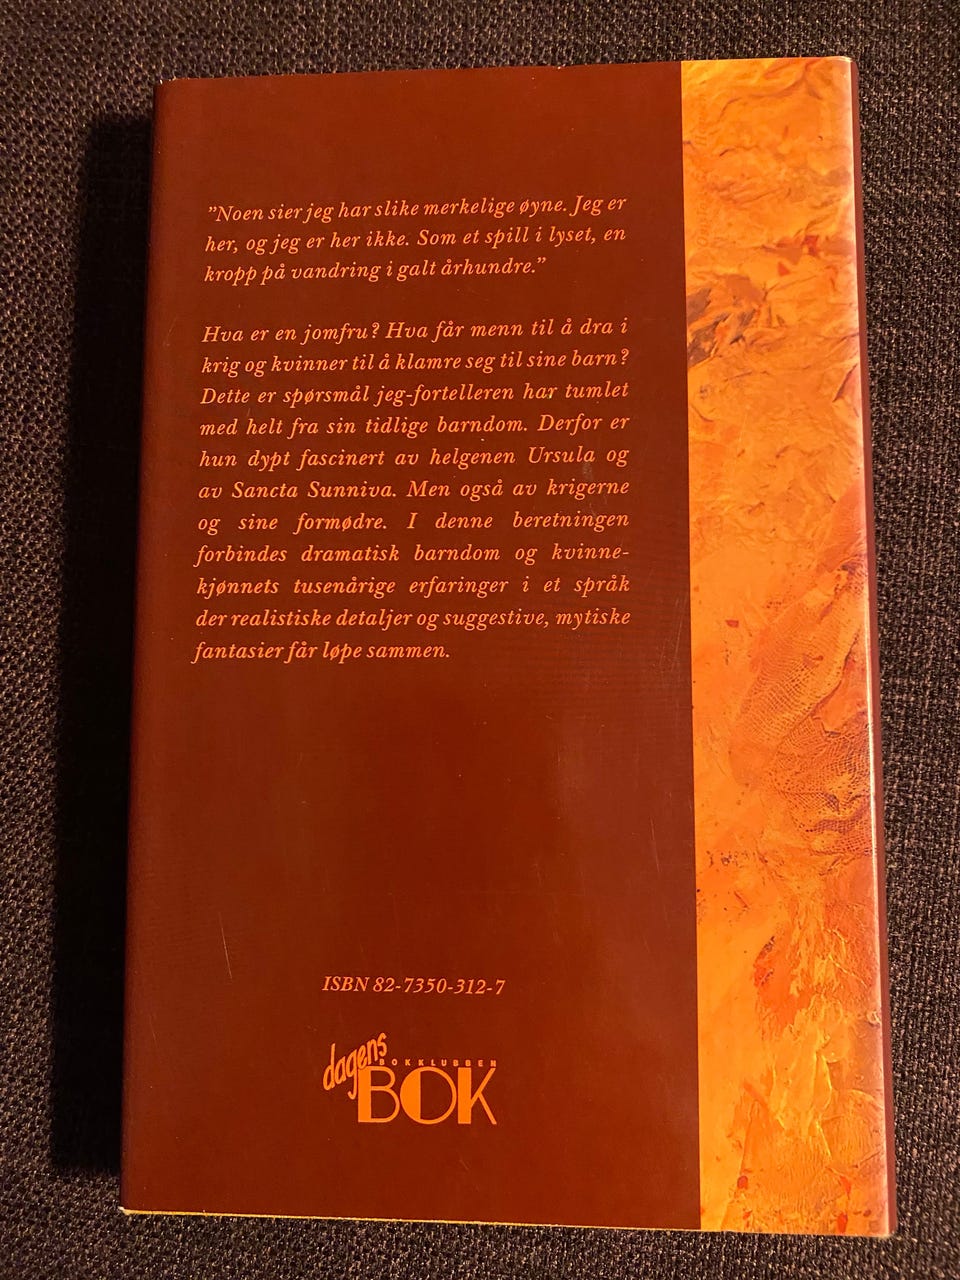 ”Noen sier jeg har slike merkelige øyne. Jeg er
her, og jeg er her ikke. Som et spill i lyset, en
kropp på vandring i galt århundre.”
Hva er en jomfru? Hva får menn til å dra i
krig og kvinner til å klamre seg til sine barn?
Dette er spørsmål jeg-fortelleren har tumlet
med helt fra sin tidlige barndom. Derfor er
hun dypt fascinert av helgenen Ursula og
av Sancta Sunniva. Men også av krigerne
og sine formødre. I denne beretningen
forbindes dramatisk barndom og kvinne-
kjønnets tusenårige erfaringer i et språk
der realistiske detaljer og suggestive, mytiske
fantasier får løpe sammen.
ISBN 82-7350-312-7
dagens
BOKKLUBBEN
BOK